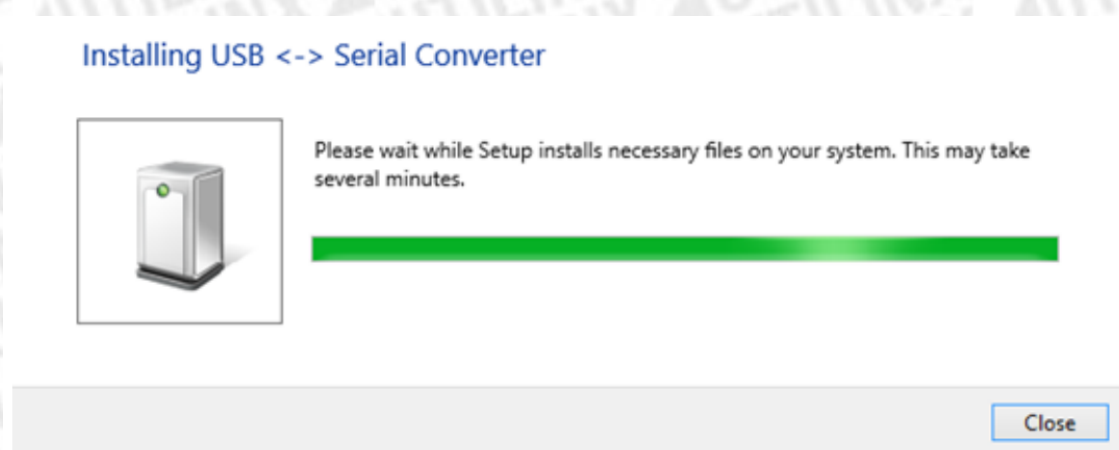 Installing USB <-> Serial Converter
Please wait while Setup installs necessary files on your system. This may take
several minutes.
Close